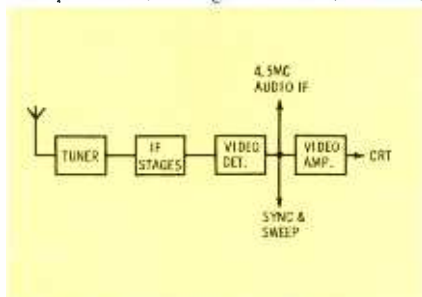 4.5MC
AUDIO IF
TUNER
IF
STAGES
VIDEO
DET.
VIDEO
AMP.
CRT
SYNC &
SWEEP